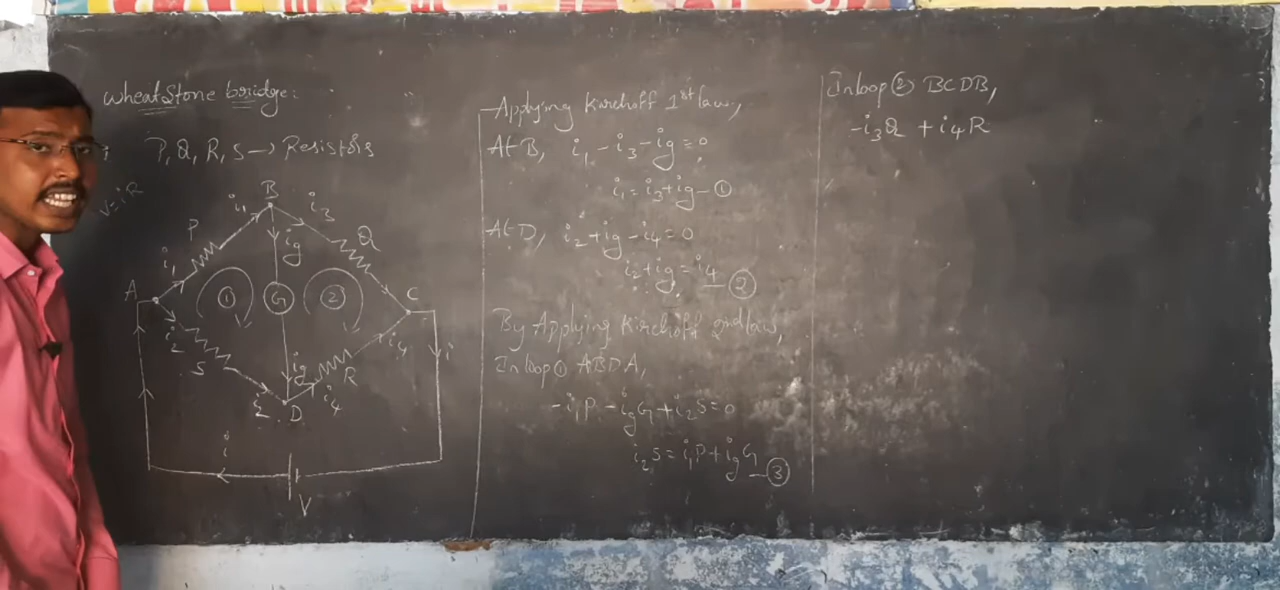 Wheat Stone bridge:
P, Q, R, S → Resistors
V=iR
B
i₁ i₃
P ig Q
i₁
A ① G ② C
i₂ i₄ i
S ig R
i₂ D i₄
i
V
Applying Kirchoff 1st law,
At B, i₁ - i₃ - ig = 0
i₁ = i₃ + ig — ①
At D, i₂ + ig - i₄ = 0
i₂ + ig = i₄ — ②
By Applying Kirchoff 2nd law,
In loop ① ABDA,
-i₁P - igG + i₂S = 0
i₂S = i₁P + igG — ③
In loop ② BCDB,
-i₃Q + i₄R